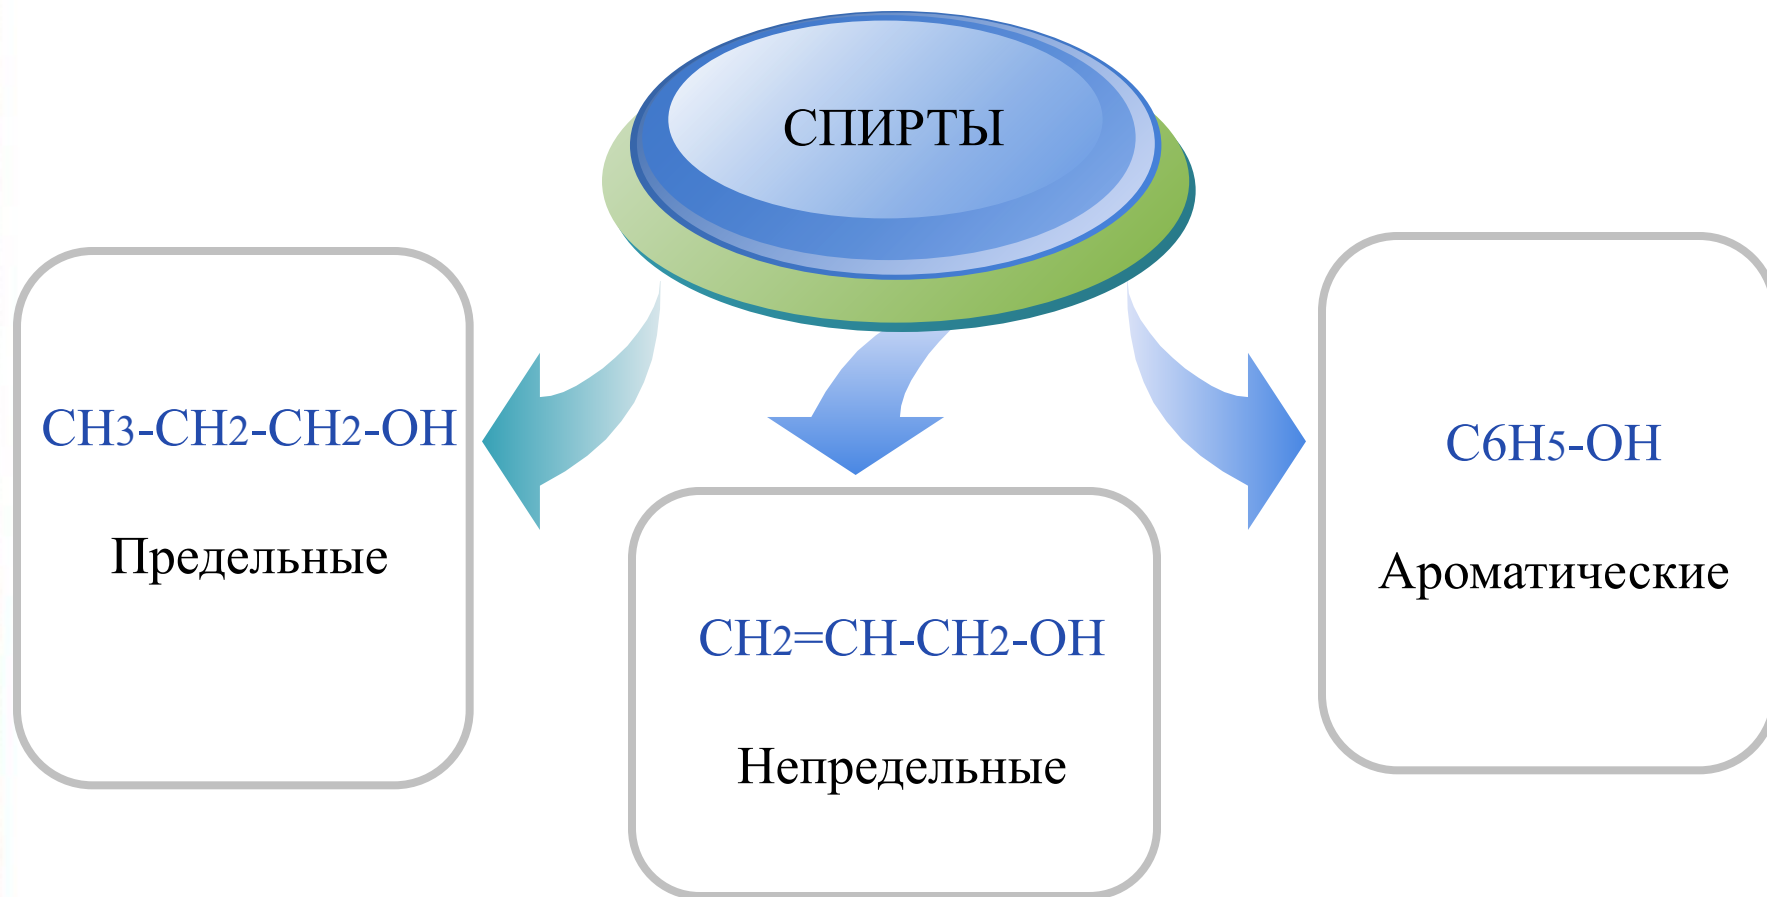 СПИРТЫ
CH3-CH2-CH2-OH
Предельные
CH2=CH-CH2-OH
Непредельные
C6H5-OH
Ароматические